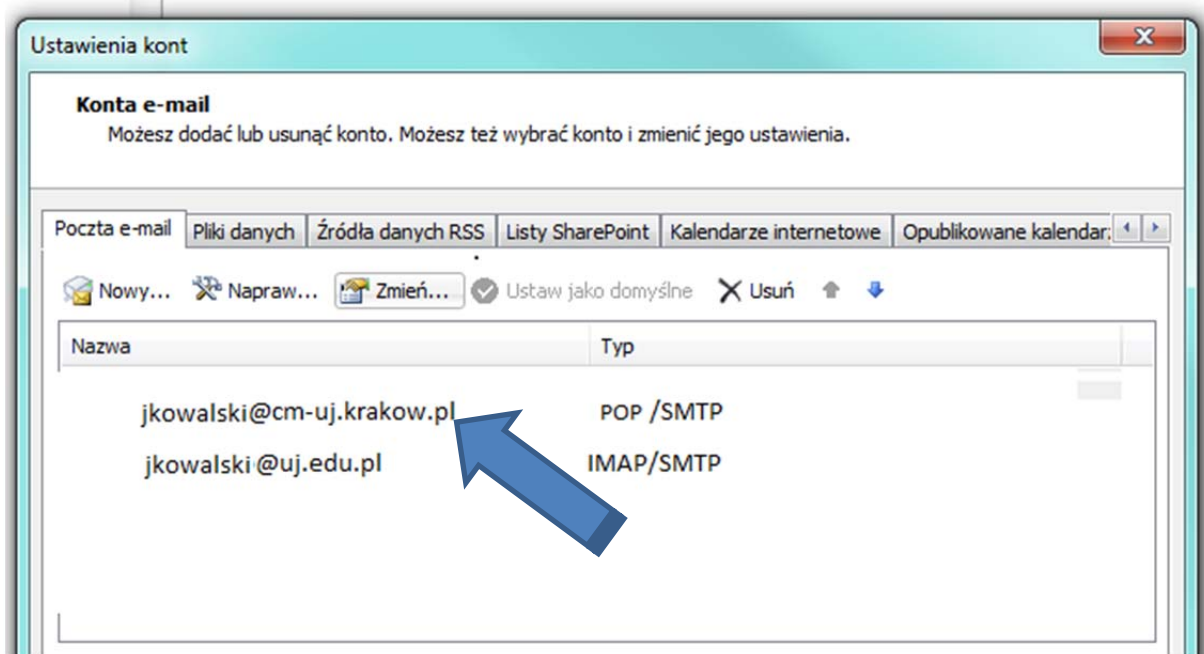 Ustawienia kont
Konta e-mail
Możesz dodać lub usunąć konto. Możesz też wybrać konto i zmienić jego ustawienia.
Poczta e-mail Pliki danych Źródła danych RSS Listy SharePoint Kalendarze internetowe Opublikowane kalendar
Nowy... Napraw... Zmień... Ustaw jako domyślne Usuń
Nazwa Typ
jkowalski@cm-uj.krakow.pl POP /SMTP
jkowalski @uj.edu.pl IMAP/SMTP